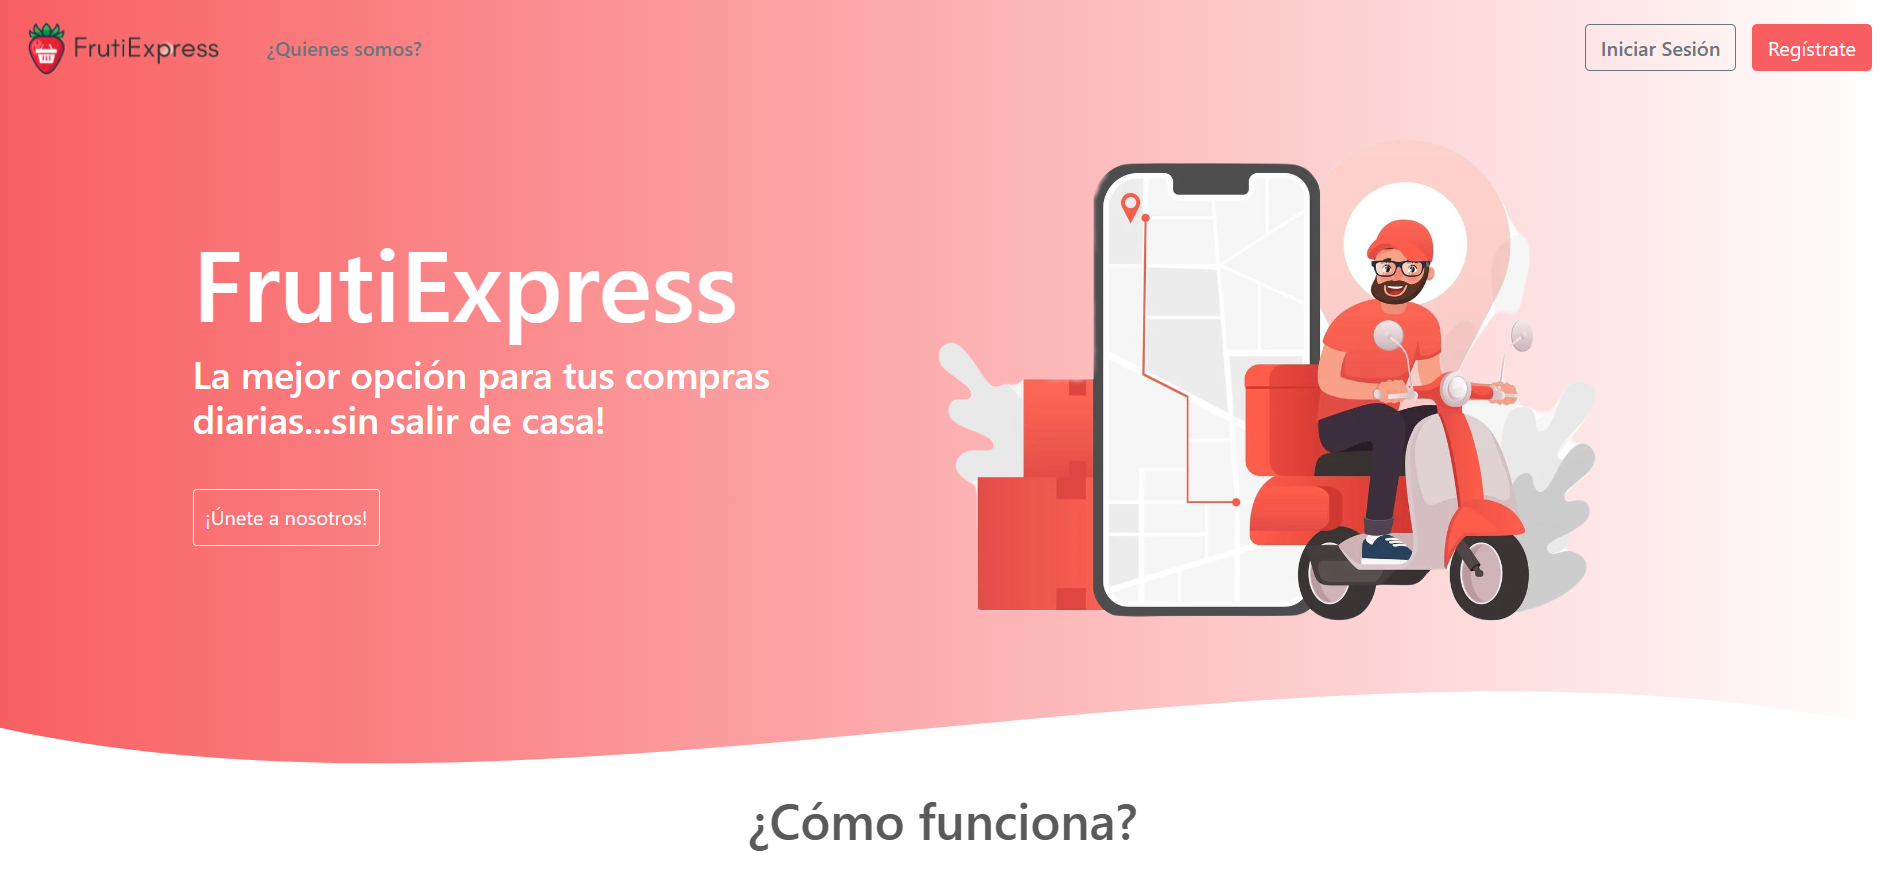 FrutiExpress
¿Quienes somos?
Iniciar Sesión
Regístrate
FrutiExpress
La mejor opción para tus compras
diarias...sin salir de casa!
¡Únete a nosotros!
¿Cómo funciona?